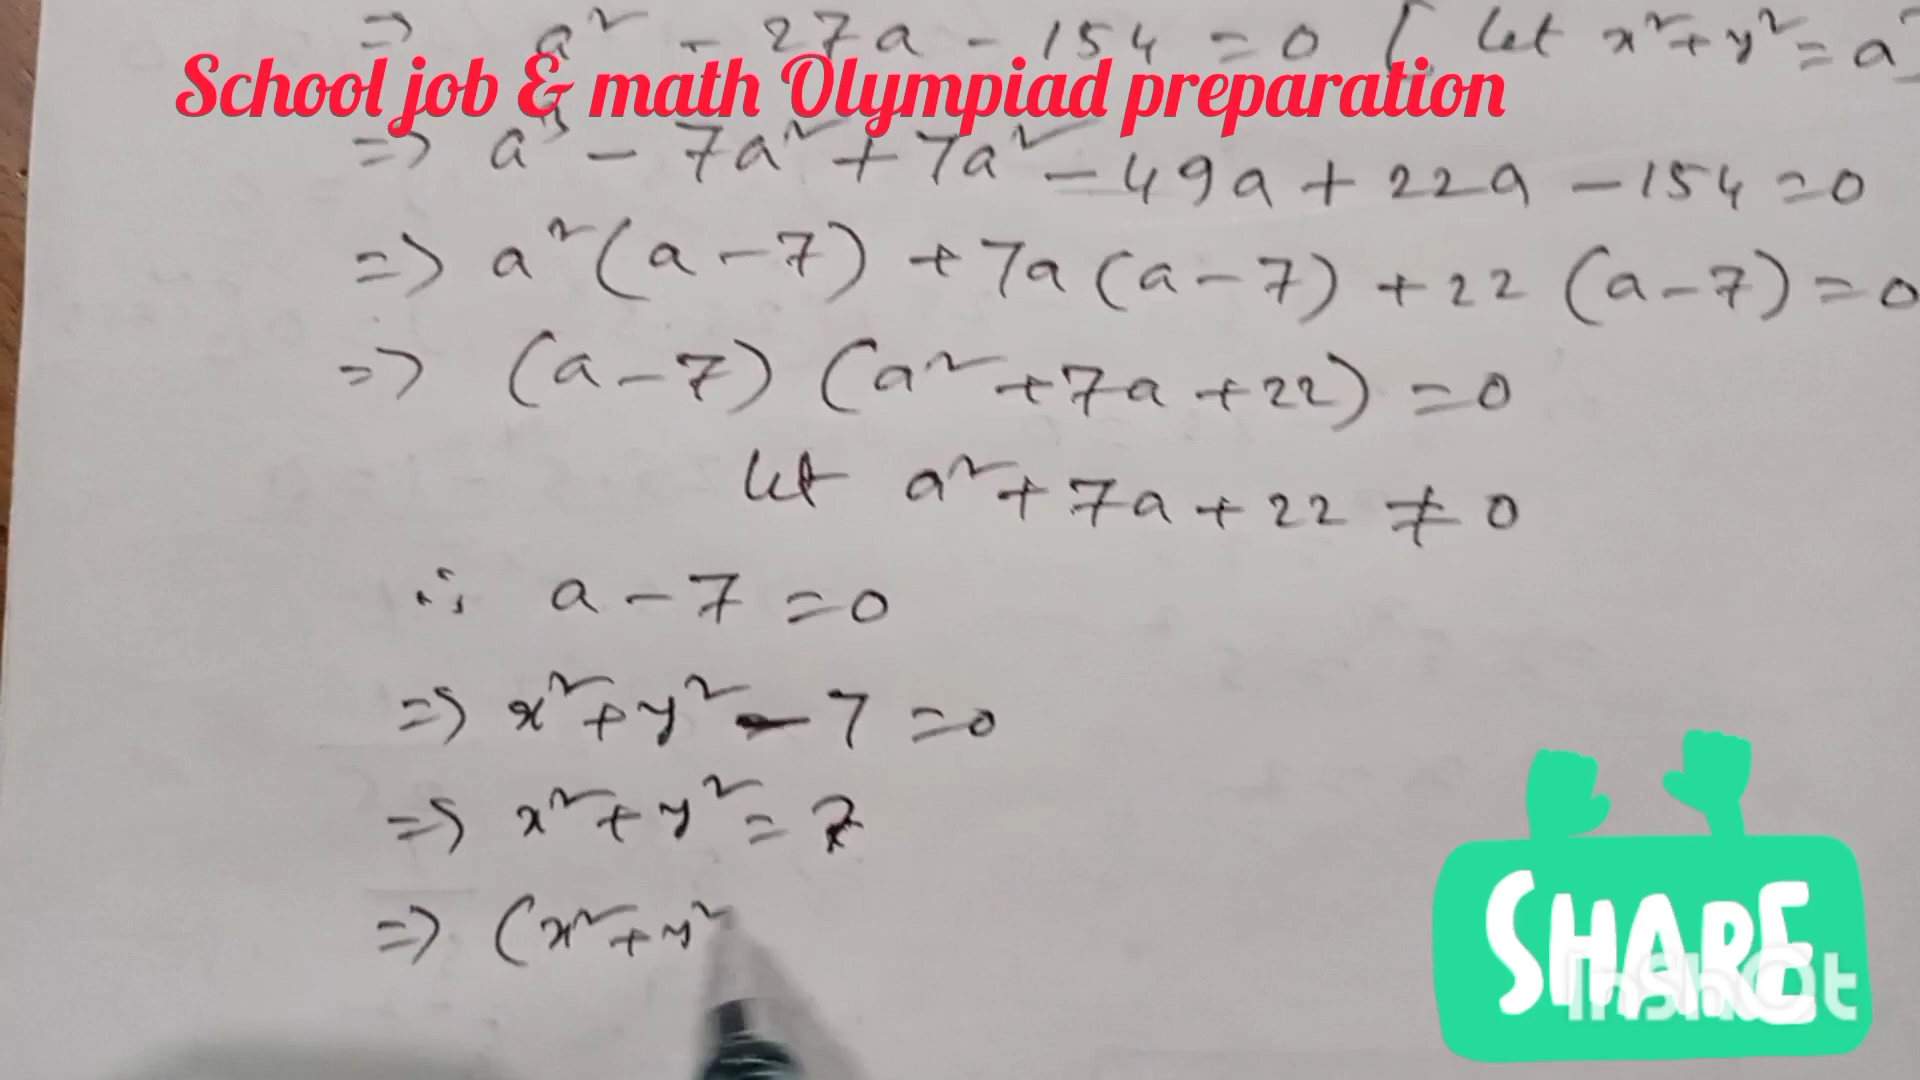 => a² - 27a - 154 = 0 [ let x²+y²=a]
School job & math Olympiad preparation
=> a³ - 7a² + 7a² - 49a + 22a - 154 = 0
=> a²(a-7) + 7a(a-7) + 22(a-7) = 0
=> (a-7) (a²+7a+22) = 0
let a²+7a+22 ≠ 0
∴ a-7=0
=> x²+y²-7=0
=> x²+y²=7
=> (x²+y²
SHARE
InShOt